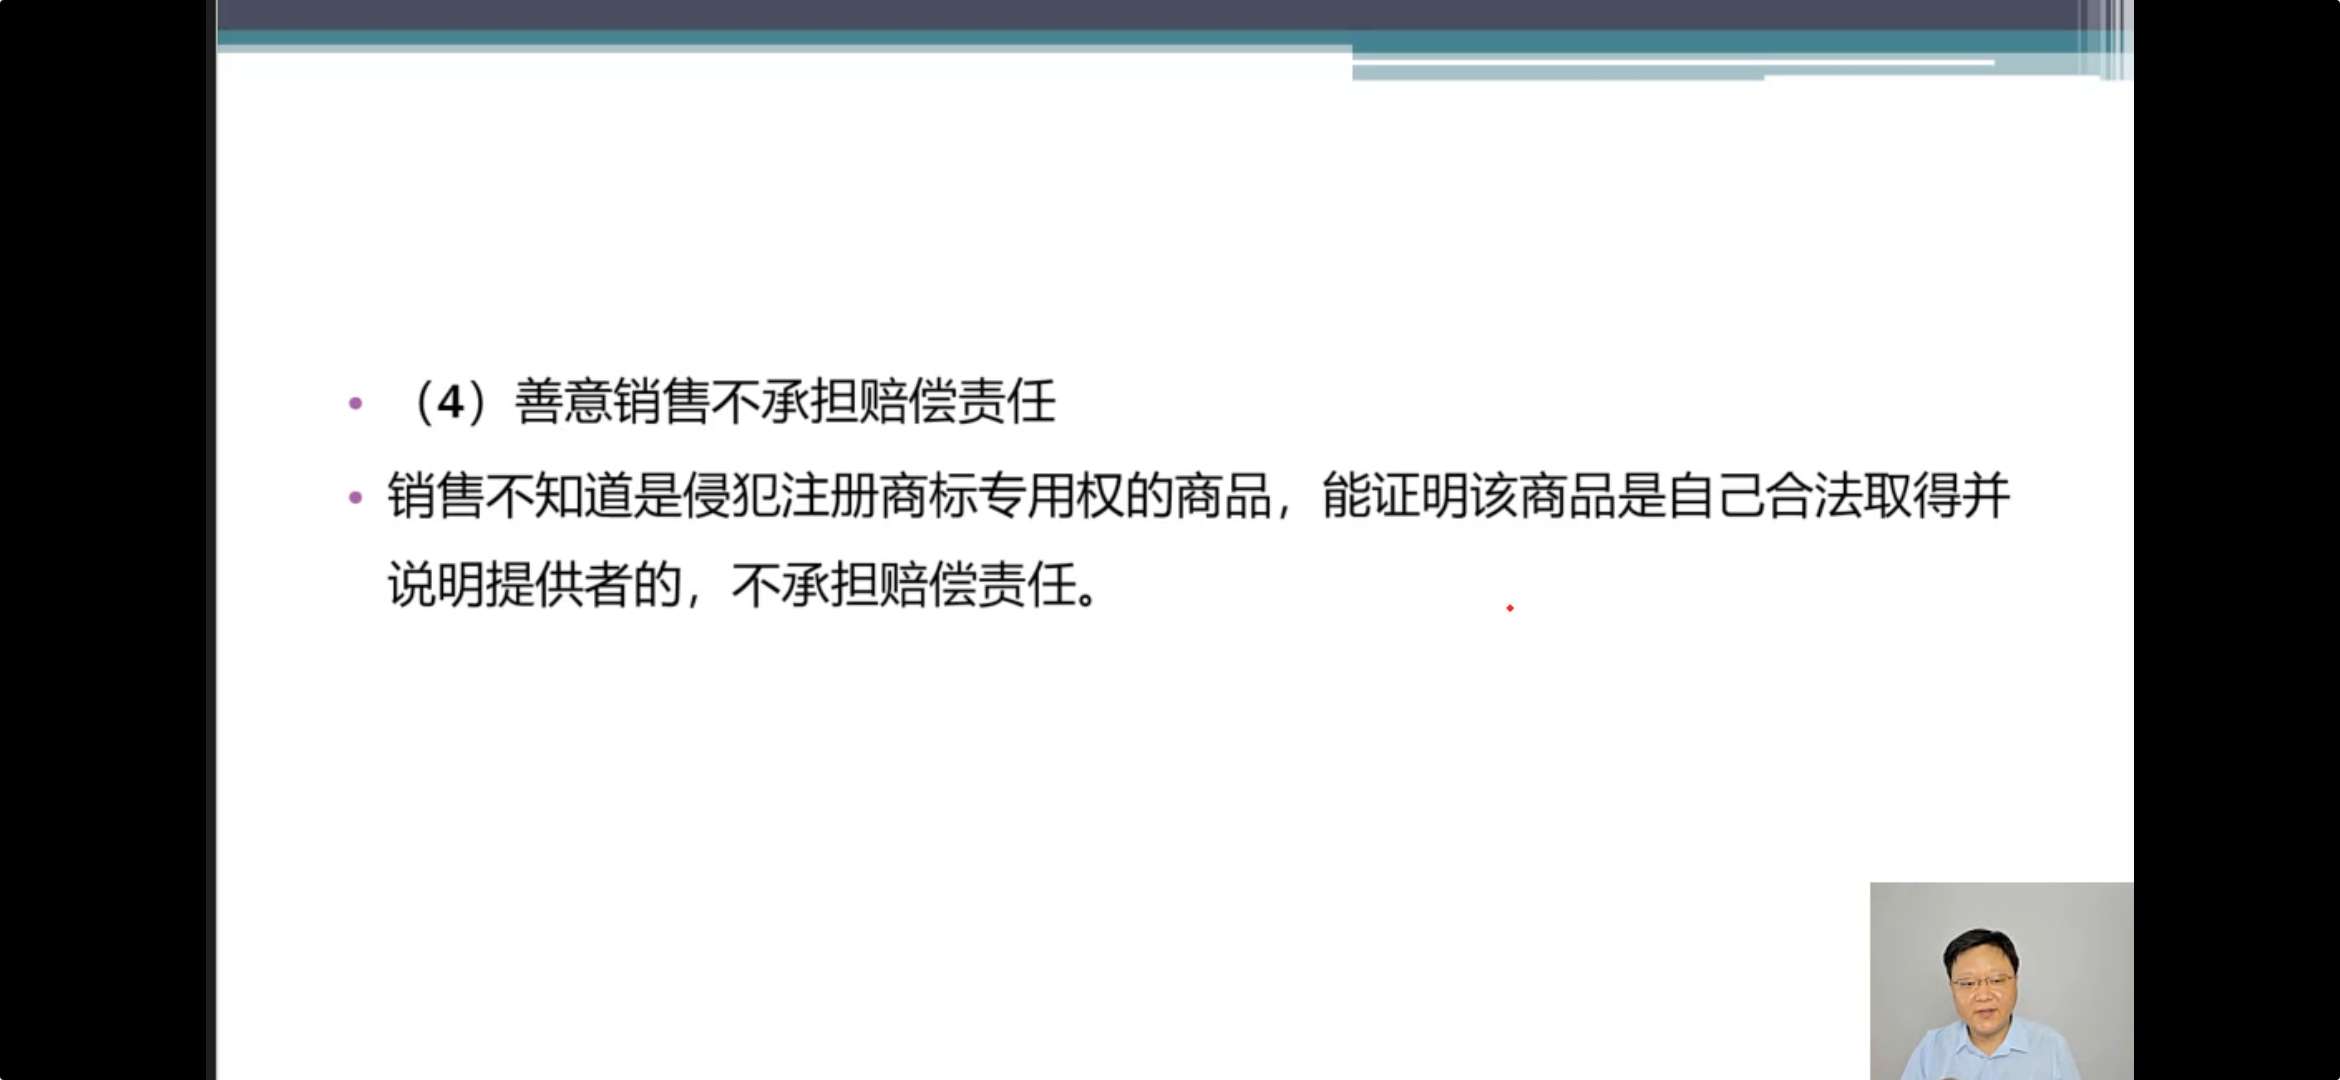 （4）善意销售不承担赔偿责任
销售不知道是侵犯注册商标专用权的商品，能证明该商品是自己合法取得并
说明提供者的，不承担赔偿责任。